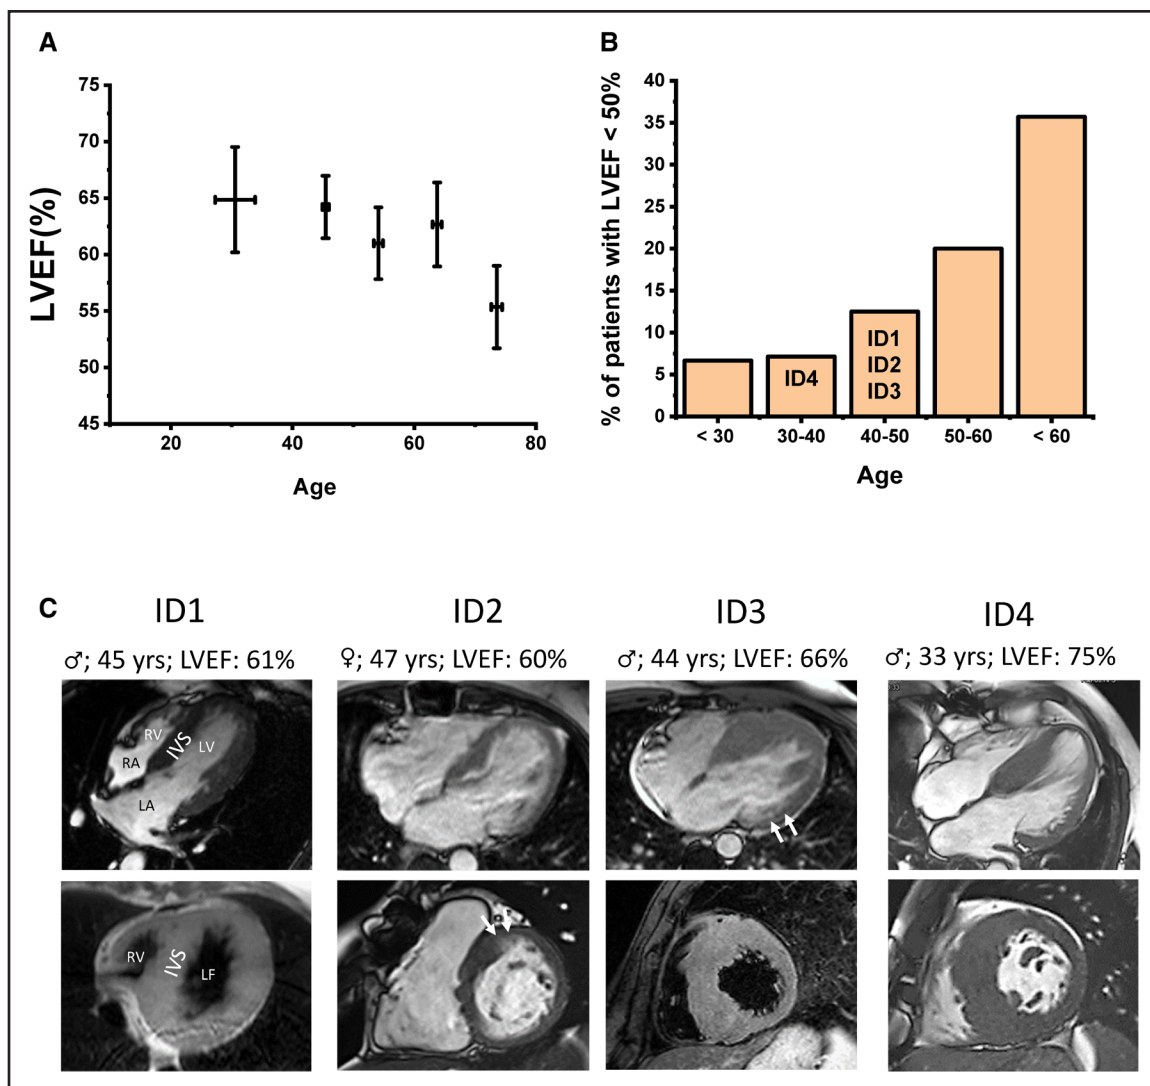 A
LVEF(%)
75
70
65
60
55
50
45
20 40 60 80
Age
B
% of patients with LVEF < 50%
40
35
30
25
20
15
10
5
0
ID4
ID1
ID2
ID3
< 30 30-40 40-50 50-60 < 60
Age
C
ID1 ID2 ID3 ID4
♂; 45 yrs; LVEF: 61% ♀; 47 yrs; LVEF: 60% ♂; 44 yrs; LVEF: 66% ♂; 33 yrs; LVEF: 75%
RV
IVS
LV
RA
LA
RV
IVS
LF